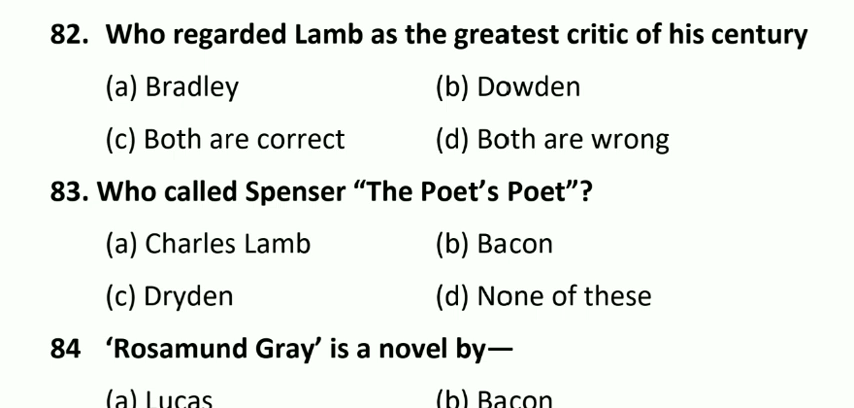 82. Who regarded Lamb as the greatest critic of his century
(a) Bradley (b) Dowden
(c) Both are correct (d) Both are wrong
83. Who called Spenser “The Poet’s Poet”?
(a) Charles Lamb (b) Bacon
(c) Dryden (d) None of these
84 ‘Rosamund Gray’ is a novel by—
(a) Lucas (b) Bacon